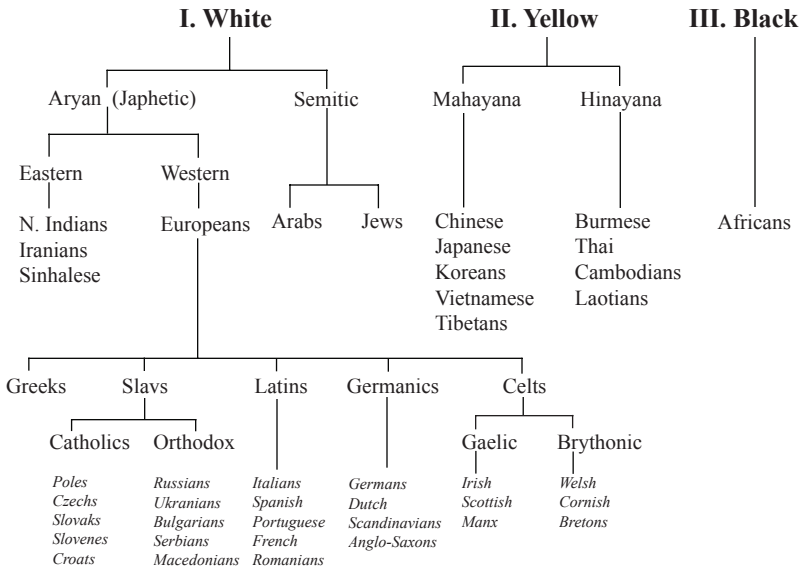 I. White II. Yellow III. Black
Aryan (Japhetic) Semitic Mahayana Hinayana
Eastern Western
N. Indians Europeans Arabs Jews Chinese Burmese Africans
Iranians Japanese Thai
Sinhalese Koreans Cambodians
Vietnamese Laotians
Tibetans
Greeks Slavs Latins Germanics Celts
Catholics Orthodox Gaelic Brythonic
Poles Russians Italians Germans Irish Welsh
Czechs Ukranians Spanish Dutch Scottish Cornish
Slovaks Bulgarians Portuguese Scandinavians Manx Bretons
Slovenes Serbians French Anglo-Saxons
Croats Macedonians Romanians